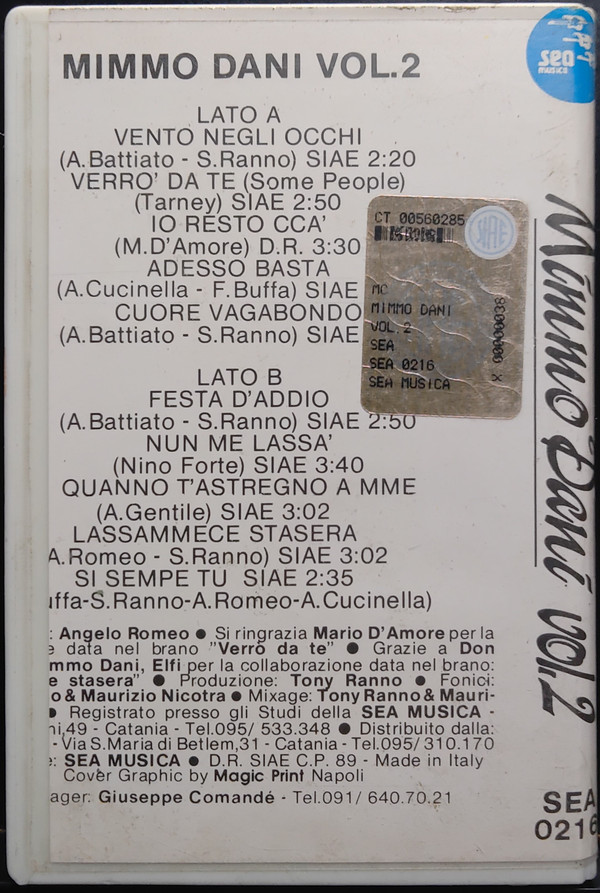 MIMMO DANI VOL.2
LATO A
VENTO NEGLI OCCHI
(A.Battiato - S.Ranno) SIAE 2:20
VERRO' DA TE (Some People)
(Tarney) SIAE 2:50
IO RESTO CCA'
(M.D'Amore) D.R. 3:30
ADESSO BASTA
(A.Cucinella - F.Buffa) SIAE
CUORE VAGABONDO
(A.Battiato - S.Ranno) SIAE
LATO B
FESTA D'ADDIO
(A.Battiato - S.Ranno) SIAE 2:50
NUN ME LASSA'
(Nino Forte) SIAE 3:40
QUANNO T'ASTREGNO A MME
(A.Gentile) SIAE 3:02
LASSAMMECE STASERA
A.Romeo - S.Ranno) SIAE 3:02
SI SEMPE TU SIAE 2:35
uffa-S.Ranno-A.Romeo-A.Cucinella)
: Angelo Romeo ● Si ringrazia Mario D'Amore per la
e data nel brano "Verrò da te" ● Grazie a Don
mmo Dani, Elfi per la collaborazione data nel brano:
e stasera" ● Produzione: Tony Ranno ● Fonici:
o & Maurizio Nicotra ● Mixage: Tony Ranno & Mauri-
● Registrato presso gli Studi della SEA MUSICA -
ni,49 - Catania - Tel.095/ 533.348 ● Distribuito dalla:
- Via S.Maria di Betlem,31 - Catania - Tel.095/ 310.170
e: SEA MUSICA ● D.R. SIAE C.P. 89 - Made in Italy
Cover Graphic by Magic Print Napoli
ager: Giuseppe Comandé - Tel.091/ 640.70.21
CT 00560285
SIAE
MC
MIMMO DANI
VOL.2
SEA
SEA 0216
SEA MUSICA
X 00000038
sea
musica
Mimmo Dani vol.2
SEA
0216